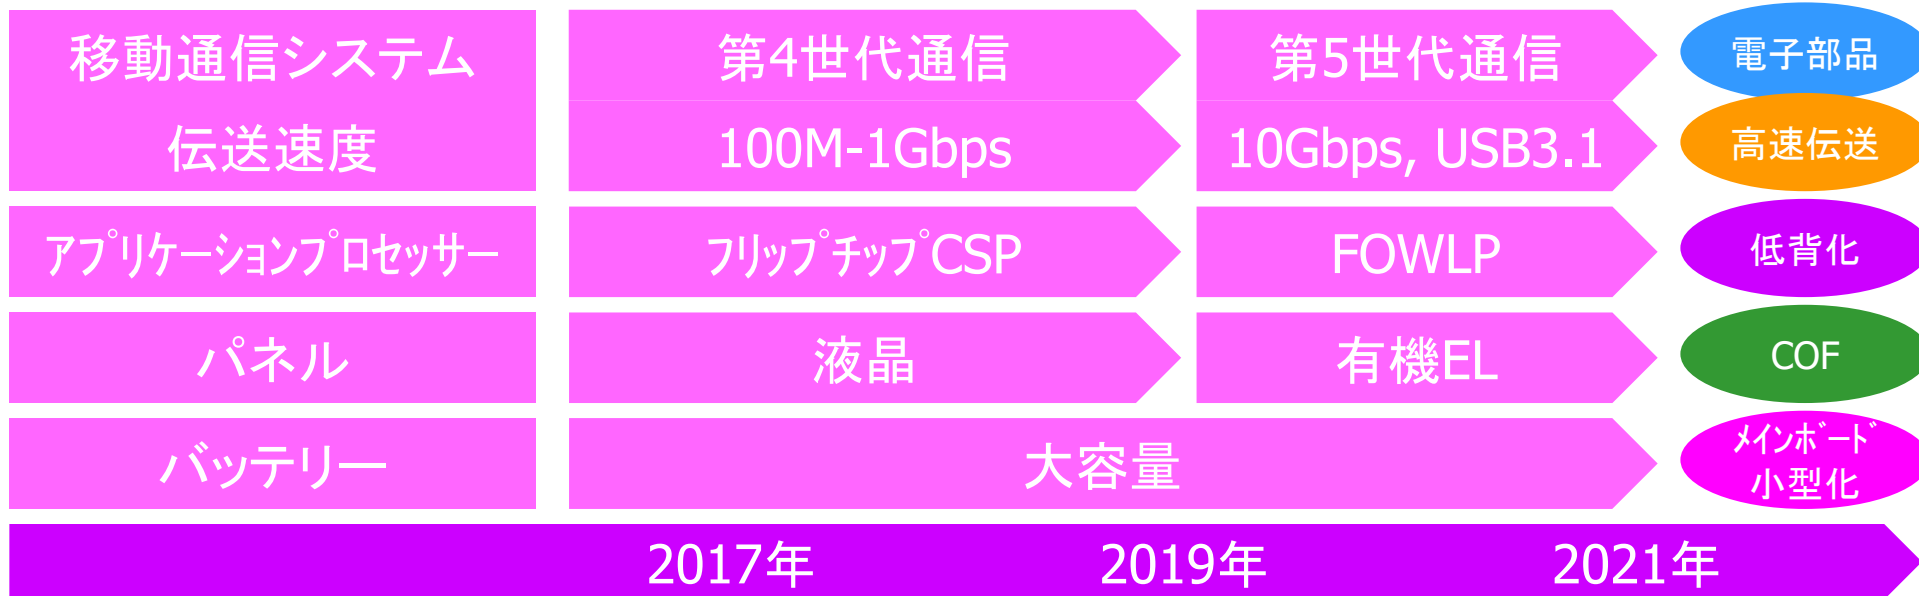 移動通信システム
第4世代通信
第5世代通信
電子部品
伝送速度
100M-1Gbps
10Gbps, USB3.1
高速伝送
ｱﾌﾟﾘｹｰｼｮﾝﾌﾟﾛｾｯｻｰ
ﾌﾘｯﾌﾟﾁｯﾌﾟCSP
FOWLP
低背化
パネル
液晶
有機EL
COF
バッテリー
大容量
ﾒｲﾝﾎﾞｰﾄﾞ
小型化
2017年
2019年
2021年